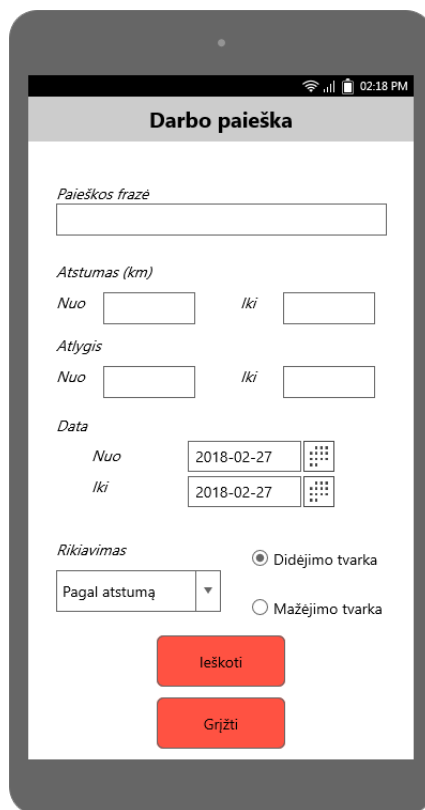 02:18 PM
Darbo paieška
Paieškos frazė
Atstumas (km)
Nuo Iki
Atlygis
Nuo Iki
Data
Nuo 2018-02-27
Iki 2018-02-27
Rikiavimas
Didėjimo tvarka
Pagal atstumą
Mažėjimo tvarka
Ieškoti
Grįžti